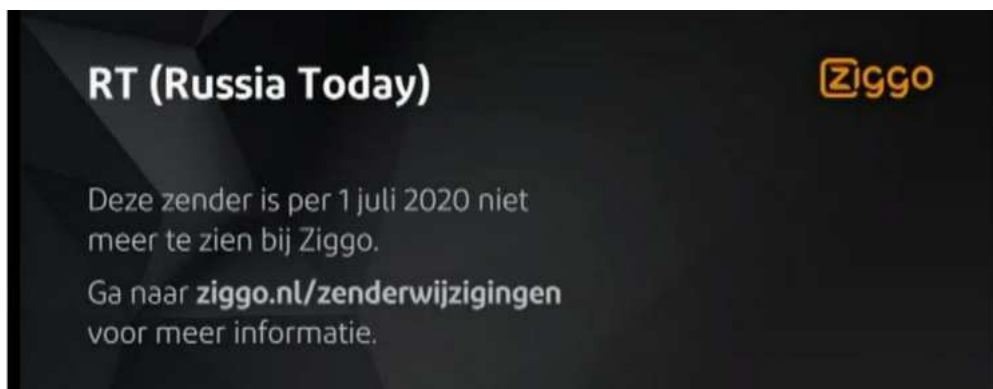 RT (Russia Today)
ziggo
Deze zender is per 1 juli 2020 niet
meer te zien bij Ziggo.
Ga naar ziggo.nl/zenderwijzigingen
voor meer informatie.